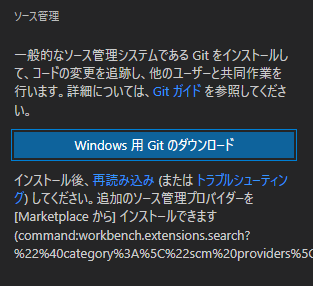 ソース管理
一般的なソース管理システムである Git をインストールし
て、コードの変更を追跡し、他のユーザーと共同作業を
行います。詳細については、Git ガイド を参照してくださ
い。
Windows 用 Git のダウンロード
インストール後、再読み込み (または トラブルシューティン
グ) してください。追加のソース管理プロバイダーを
[Marketplace から] インストールできます
(command:workbench.extensions.search?
%22%40category%3A%5C%22scm%20providers%5C